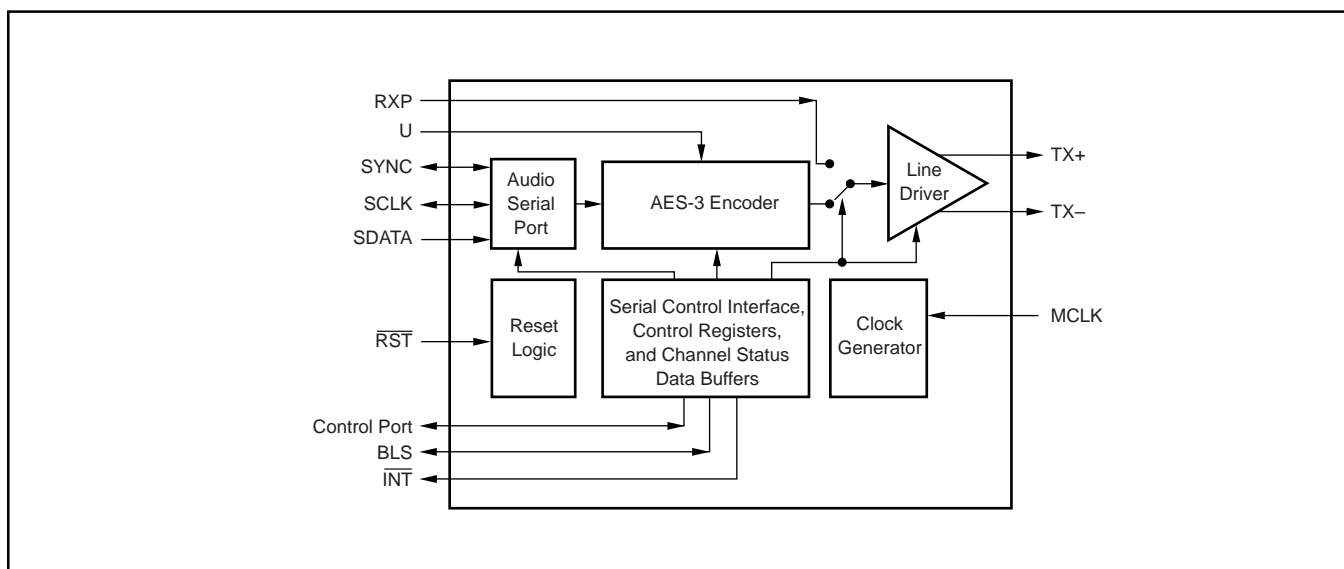 RXP
U
SYNC
SCLK
SDATA
RST
Control Port
BLS
INT
Audio
Serial
Port
AES-3 Encoder
Line
Driver
TX+
TX–
Reset
Logic
Serial Control Interface,
Control Registers,
and Channel Status
Data Buffers
Clock
Generator
MCLK